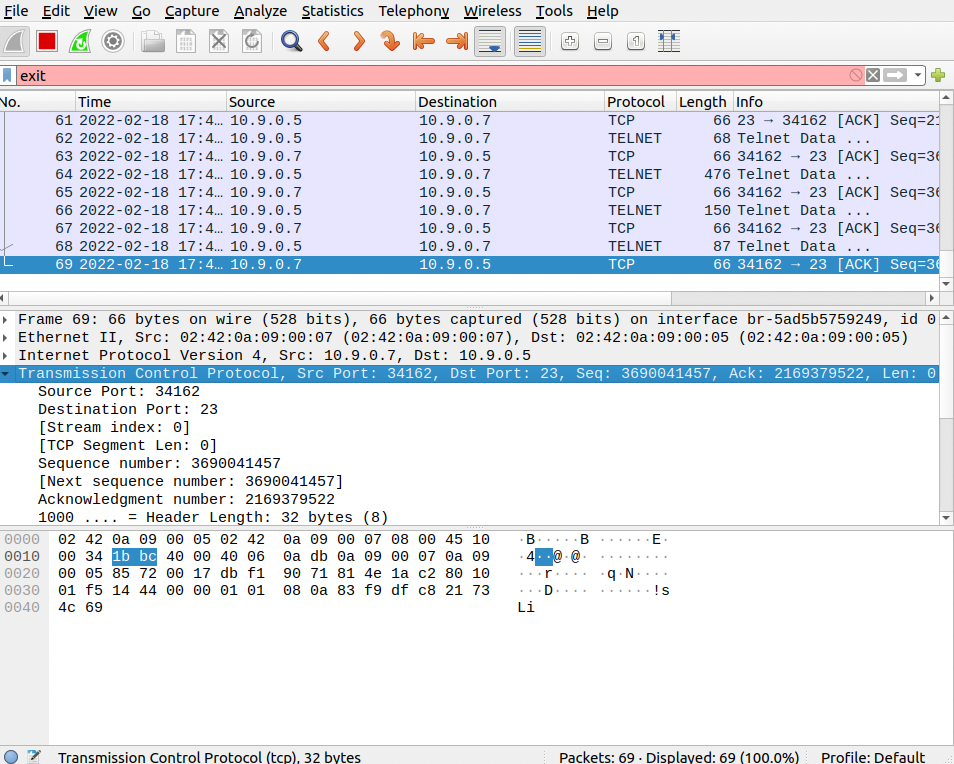 File Edit View Go Capture Analyze Statistics Telephony Wireless Tools Help
exit
No. Time Source Destination Protocol Length Info
61 2022-02-18 17:4… 10.9.0.5 10.9.0.7 TCP 66 23 → 34162 [ACK] Seq=21
62 2022-02-18 17:4… 10.9.0.5 10.9.0.7 TELNET 68 Telnet Data ...
63 2022-02-18 17:4… 10.9.0.7 10.9.0.5 TCP 66 34162 → 23 [ACK] Seq=36
64 2022-02-18 17:4… 10.9.0.5 10.9.0.7 TELNET 476 Telnet Data ...
65 2022-02-18 17:4… 10.9.0.7 10.9.0.5 TCP 66 34162 → 23 [ACK] Seq=36
66 2022-02-18 17:4… 10.9.0.5 10.9.0.7 TELNET 150 Telnet Data ...
67 2022-02-18 17:4… 10.9.0.7 10.9.0.5 TCP 66 34162 → 23 [ACK] Seq=36
68 2022-02-18 17:4… 10.9.0.5 10.9.0.7 TELNET 87 Telnet Data ...
69 2022-02-18 17:4… 10.9.0.7 10.9.0.5 TCP 66 34162 → 23 [ACK] Seq=36
Frame 69: 66 bytes on wire (528 bits), 66 bytes captured (528 bits) on interface br-5ad5b5759249, id 0
Ethernet II, Src: 02:42:0a:09:00:07 (02:42:0a:09:00:07), Dst: 02:42:0a:09:00:05 (02:42:0a:09:00:05)
Internet Protocol Version 4, Src: 10.9.0.7, Dst: 10.9.0.5
Transmission Control Protocol, Src Port: 34162, Dst Port: 23, Seq: 3690041457, Ack: 2169379522, Len: 0
Source Port: 34162
Destination Port: 23
[Stream index: 0]
[TCP Segment Len: 0]
Sequence number: 3690041457
[Next sequence number: 3690041457]
Acknowledgment number: 2169379522
1000 .... = Header Length: 32 bytes (8)
0000 02 42 0a 09 00 05 02 42 0a 09 00 07 08 00 45 10 ·B·····B ······E·
0010 00 34 1b bc 40 00 40 06 0a db 0a 09 00 07 0a 09 ·4··@·@· ········
0020 00 05 85 72 00 17 db f1 90 71 81 4e 1a c2 80 10 ···r···· ·q·N····
0030 01 f5 14 44 00 00 01 01 08 0a 83 f9 df c8 21 73 ···D···· ······!s
0040 4c 69 Li
Transmission Control Protocol (tcp), 32 bytes Packets: 69 · Displayed: 69 (100.0%) Profile: Default